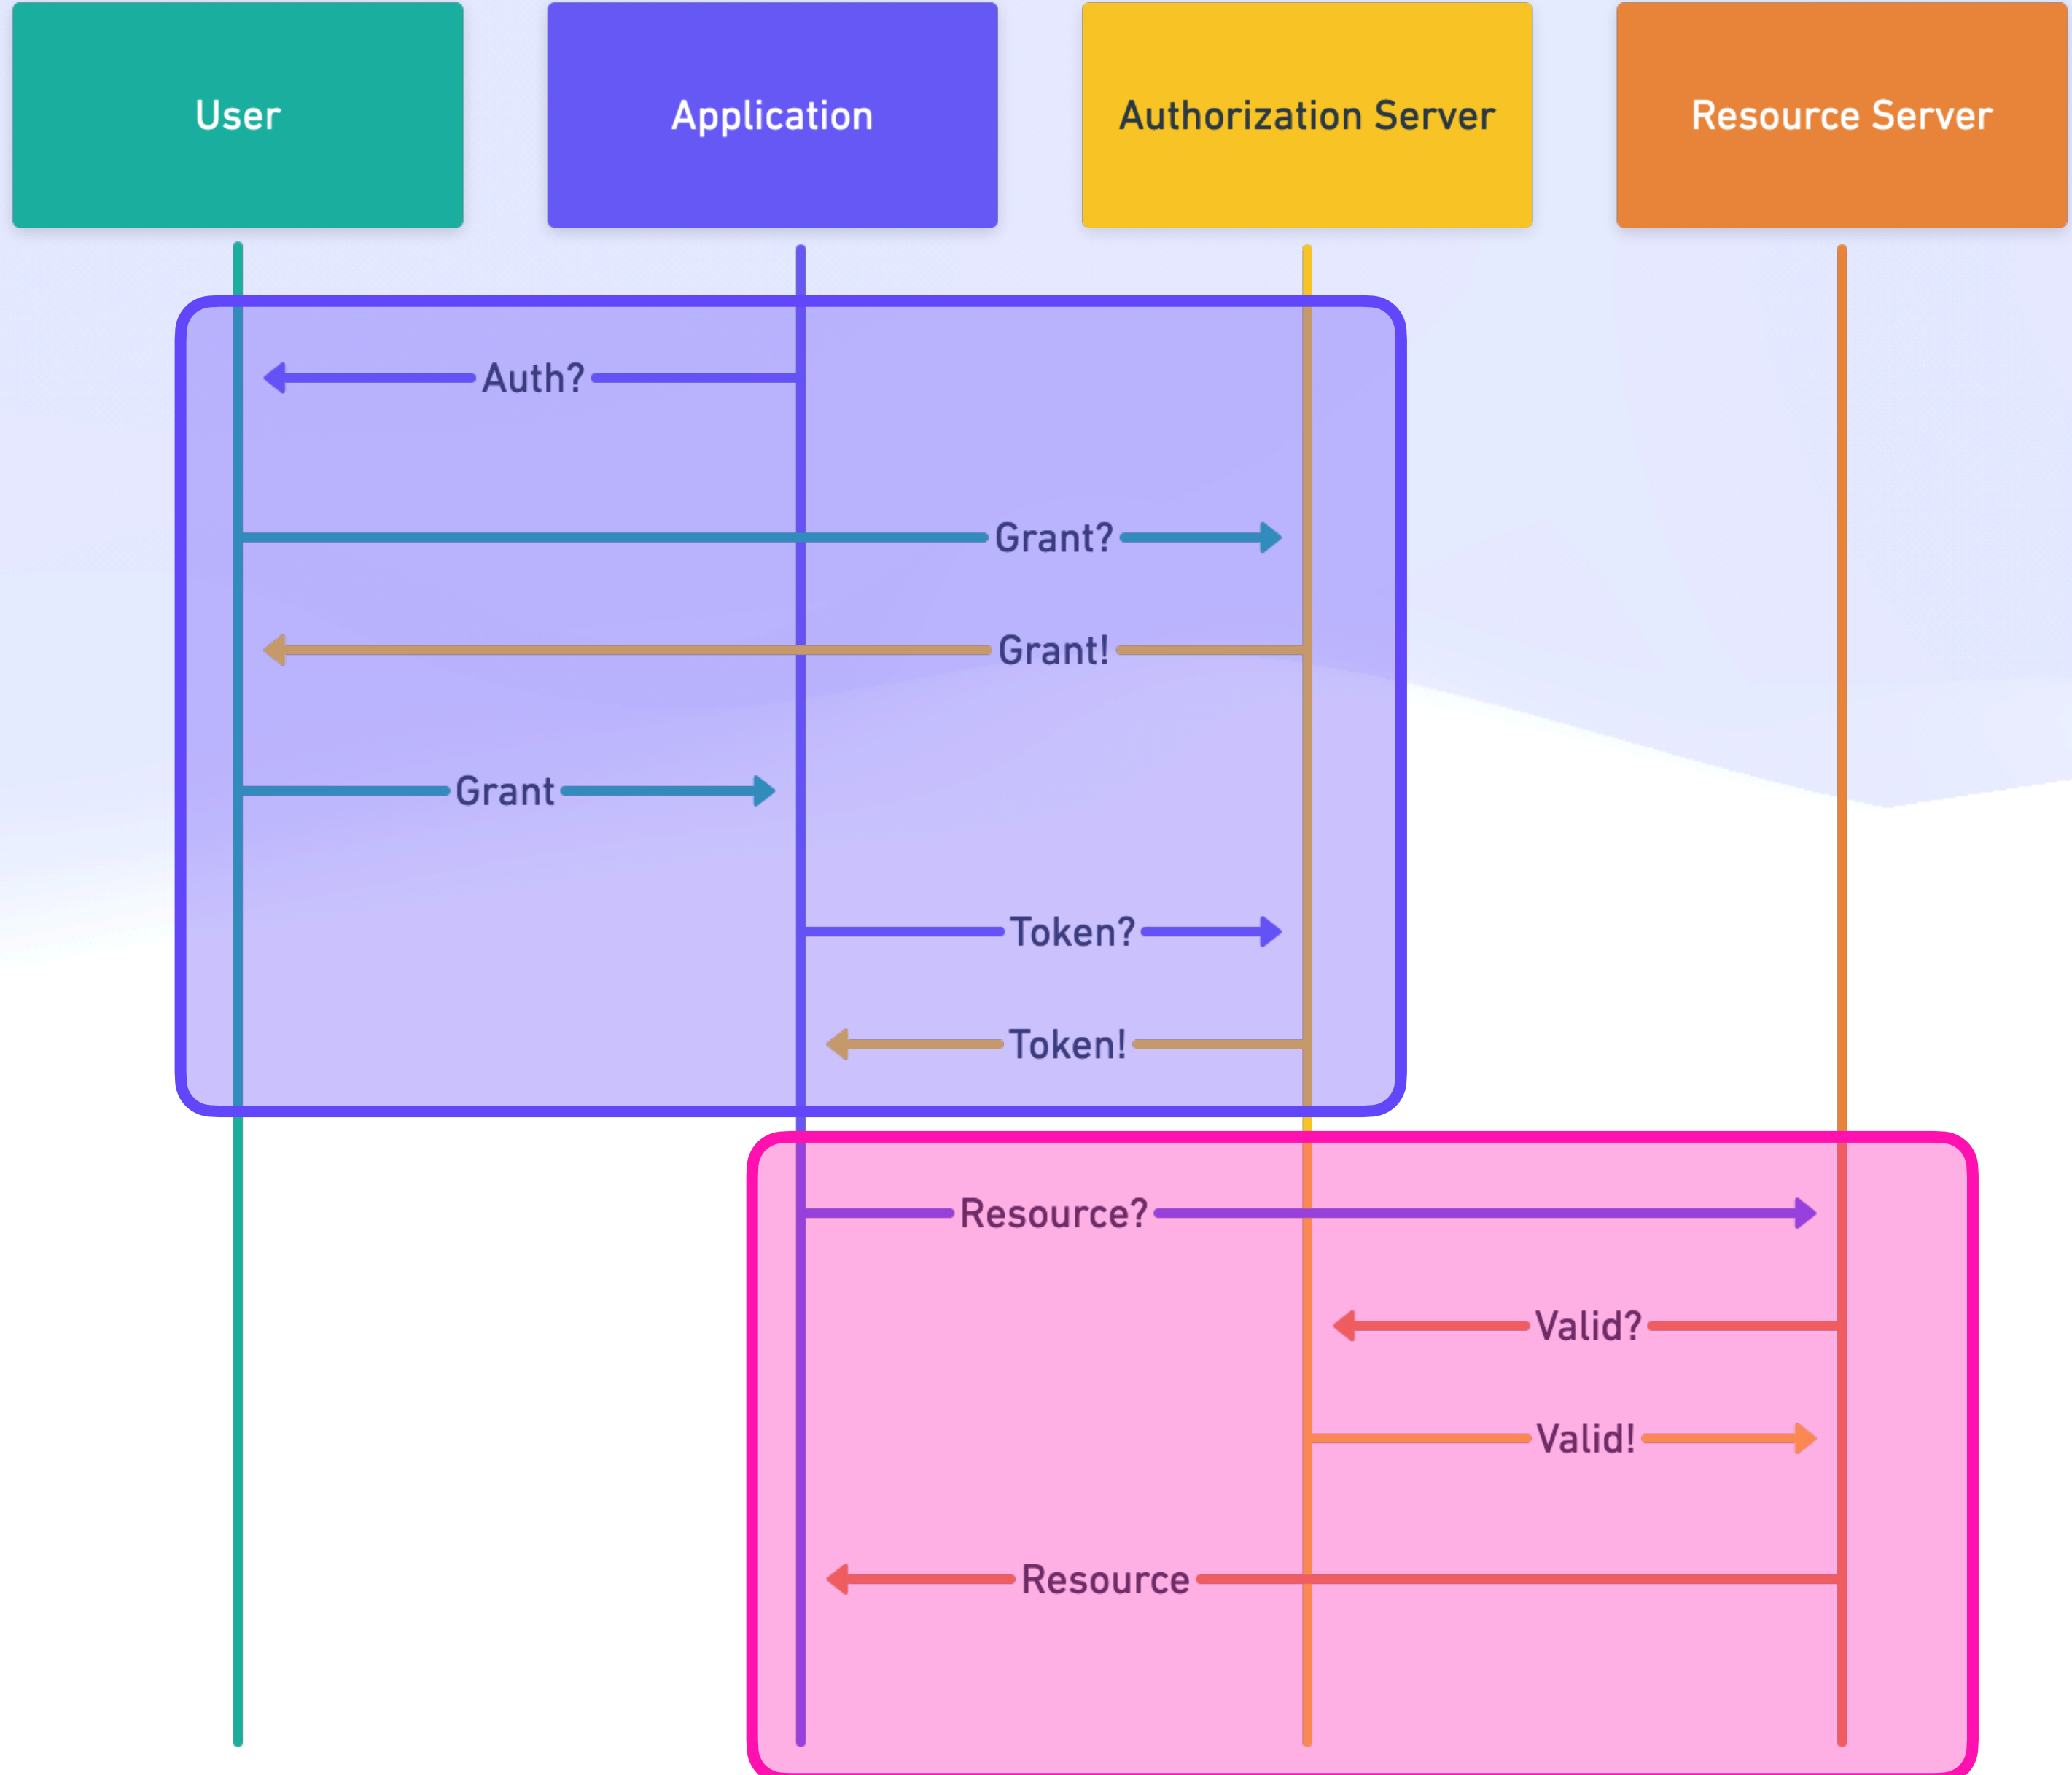 User
Application
Authorization Server
Resource Server
Auth?
Grant?
Grant!
Grant
Token?
Token!
Resource?
Valid?
Valid!
Resource